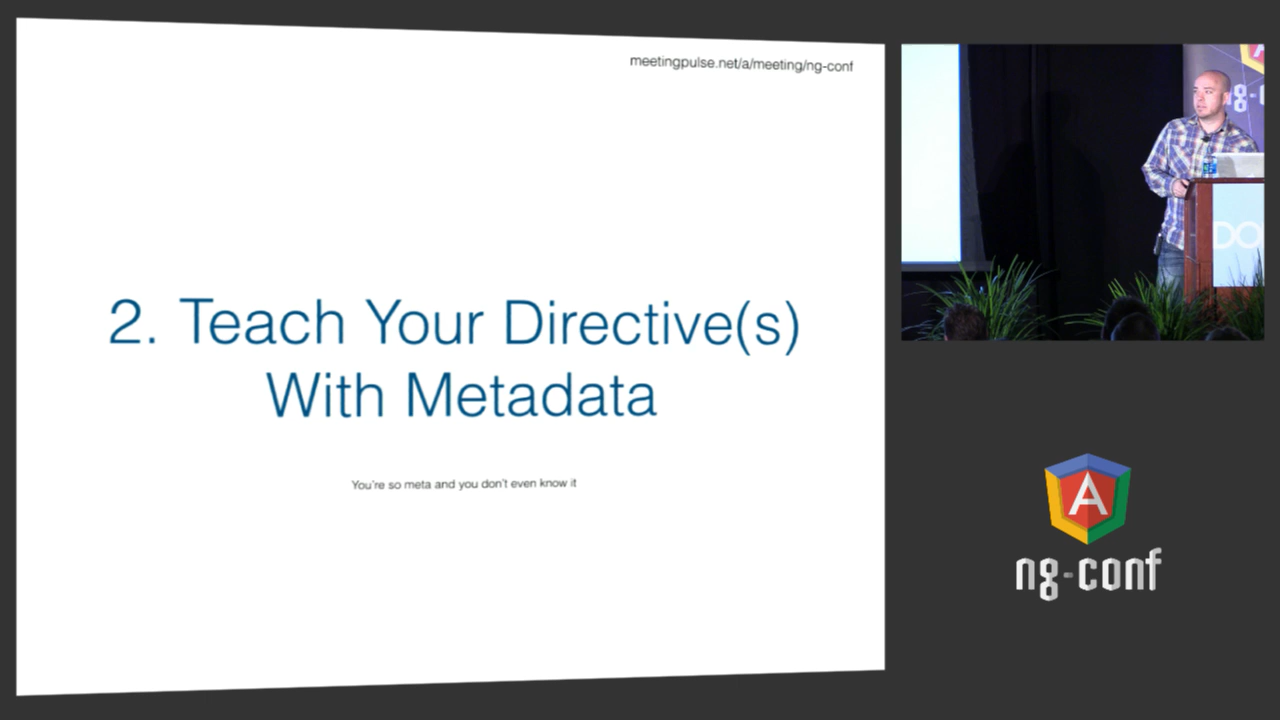 meetingpulse.net/a/meeting/ng-conf
2. Teach Your Directive(s)
With Metadata
You're so meta and you don't even know it
DO
A
ng-conf